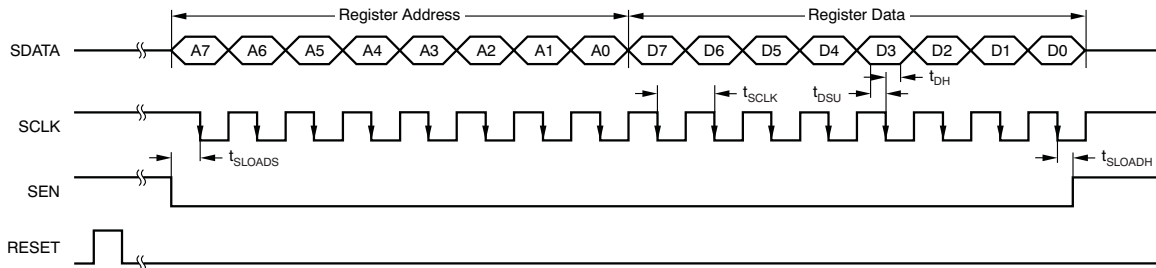 Register Address Register Data
SDATA A7 A6 A5 A4 A3 A2 A1 A0 D7 D6 D5 D4 D3 D2 D1 D0
tSCLK tDSU tDH
SCLK
tSLOADS tSLOADH
SEN
RESET